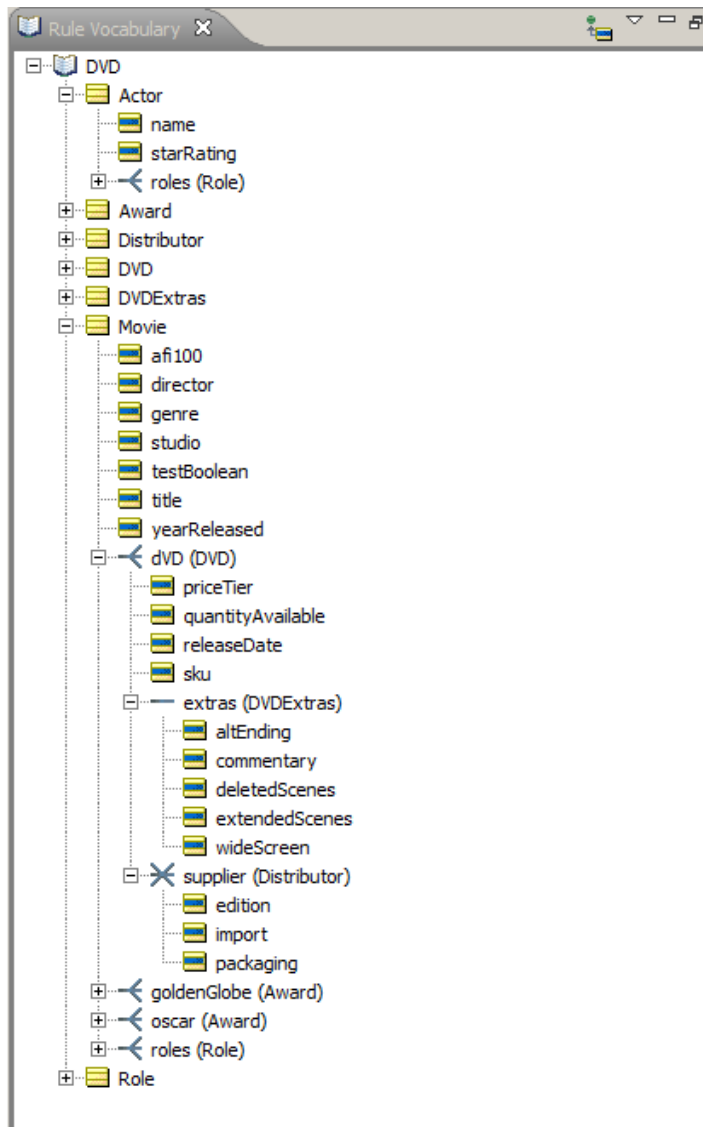 Rule Vocabulary
DVD
Actor
name
starRating
roles (Role)
Award
Distributor
DVD
DVDExtras
Movie
afi100
director
genre
studio
testBoolean
title
yearReleased
dVD (DVD)
priceTier
quantityAvailable
releaseDate
sku
extras (DVDExtras)
altEnding
commentary
deletedScenes
extendedScenes
wideScreen
supplier (Distributor)
edition
import
packaging
goldenGlobe (Award)
oscar (Award)
roles (Role)
Role